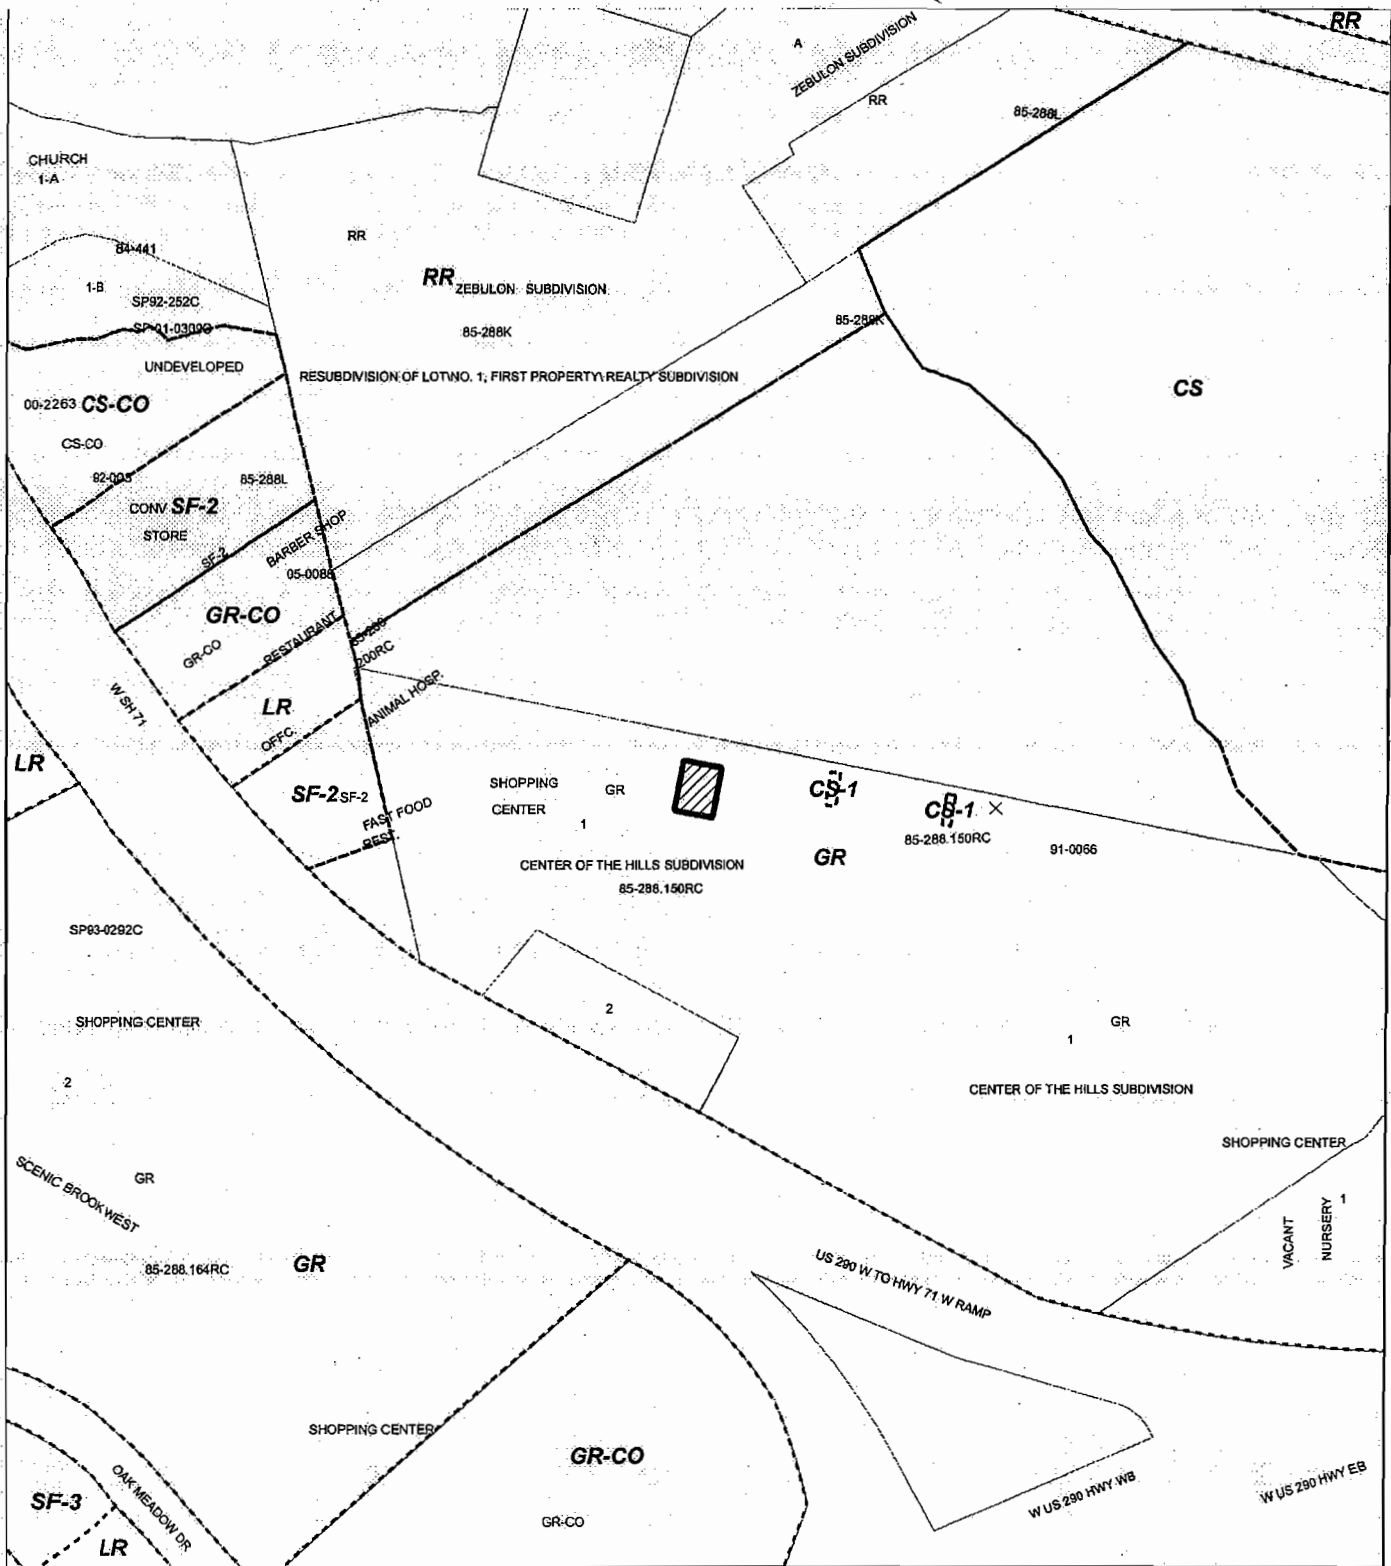 RR
A
ZEBULON SUBDIVISION
RR
85-288L
CHURCH
1-A
RR
84-441
RR
ZEBULON SUBDIVISION
1-B
SP92-252C
85-288K
85-288K
UNDEVELOPED
RESUBDIVISION OF LOT NO. 1, FIRST PROPERTY REALTY SUBDIVISION
CS
00-2263 CS-CO
CS-CO
85-288L
CONV SF-2
STORE
SF-2
BARBER SHOP
GR-CO
GR-CO
RESTAURANT
200RC
W SH 71
LR
OFFC.
ANIMAL HOSP.
LR
SF-2 SF-2
FAST FOOD
REST.
SHOPPING
CENTER
GR
1
CS-1
CS-1
85-288.150RC
91-0066
GR
CENTER OF THE HILLS SUBDIVISION
85-288.150RC
SP93-0292C
2
SHOPPING CENTER
GR
1
2
CENTER OF THE HILLS SUBDIVISION
SHOPPING CENTER
SCENIC BROOK WEST
GR
1
VACANT
NURSERY
85-288.164RC
GR
US 290 W TO HWY 71 W RAMP
SHOPPING CENTER
GR-CO
OAK MEADOW DR
SF-3
W US 290 HWY WB
W US 290 HWY EB
GR-CO
LR